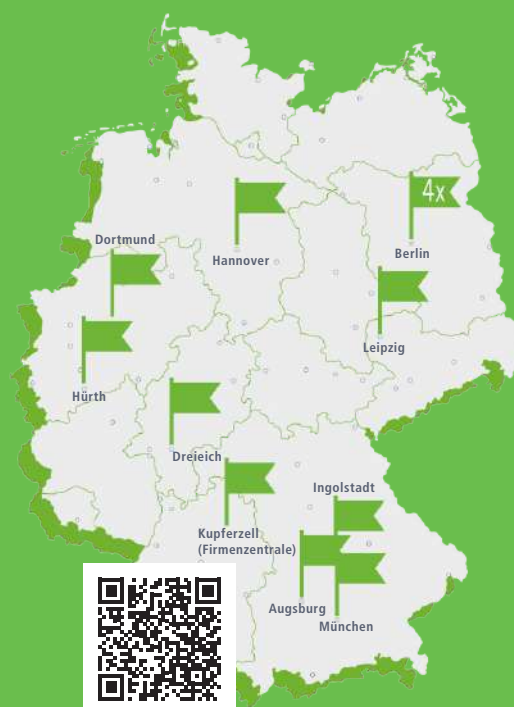 4x
Dortmund
Berlin
Hannover
Leipzig
Hürth
Dreieich
Ingolstadt
Kupferzell
(Firmenzentrale)
Augsburg
München